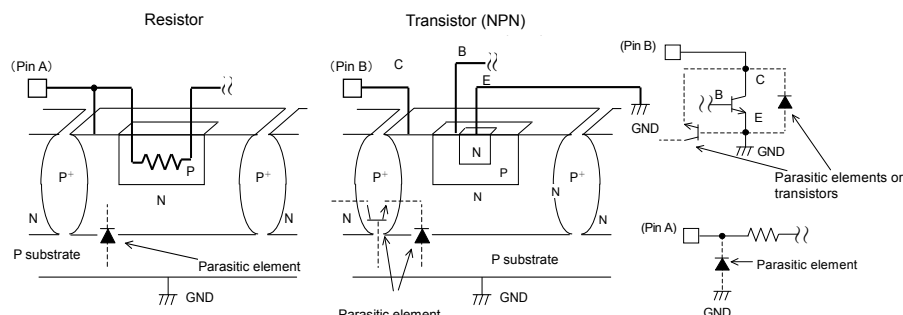 Resistor
Transistor (NPN)
(Pin A)
P+
N
P
N
P+
N
P substrate
Parasitic element
GND
(Pin B)
C
B
E
GND
P+
N
P
N
N
P+
N
N
P substrate
Parasitic element
GND
(Pin B)
C
B
E
GND
Parasitic elements or
transistors
(Pin A)
Parasitic element
GND